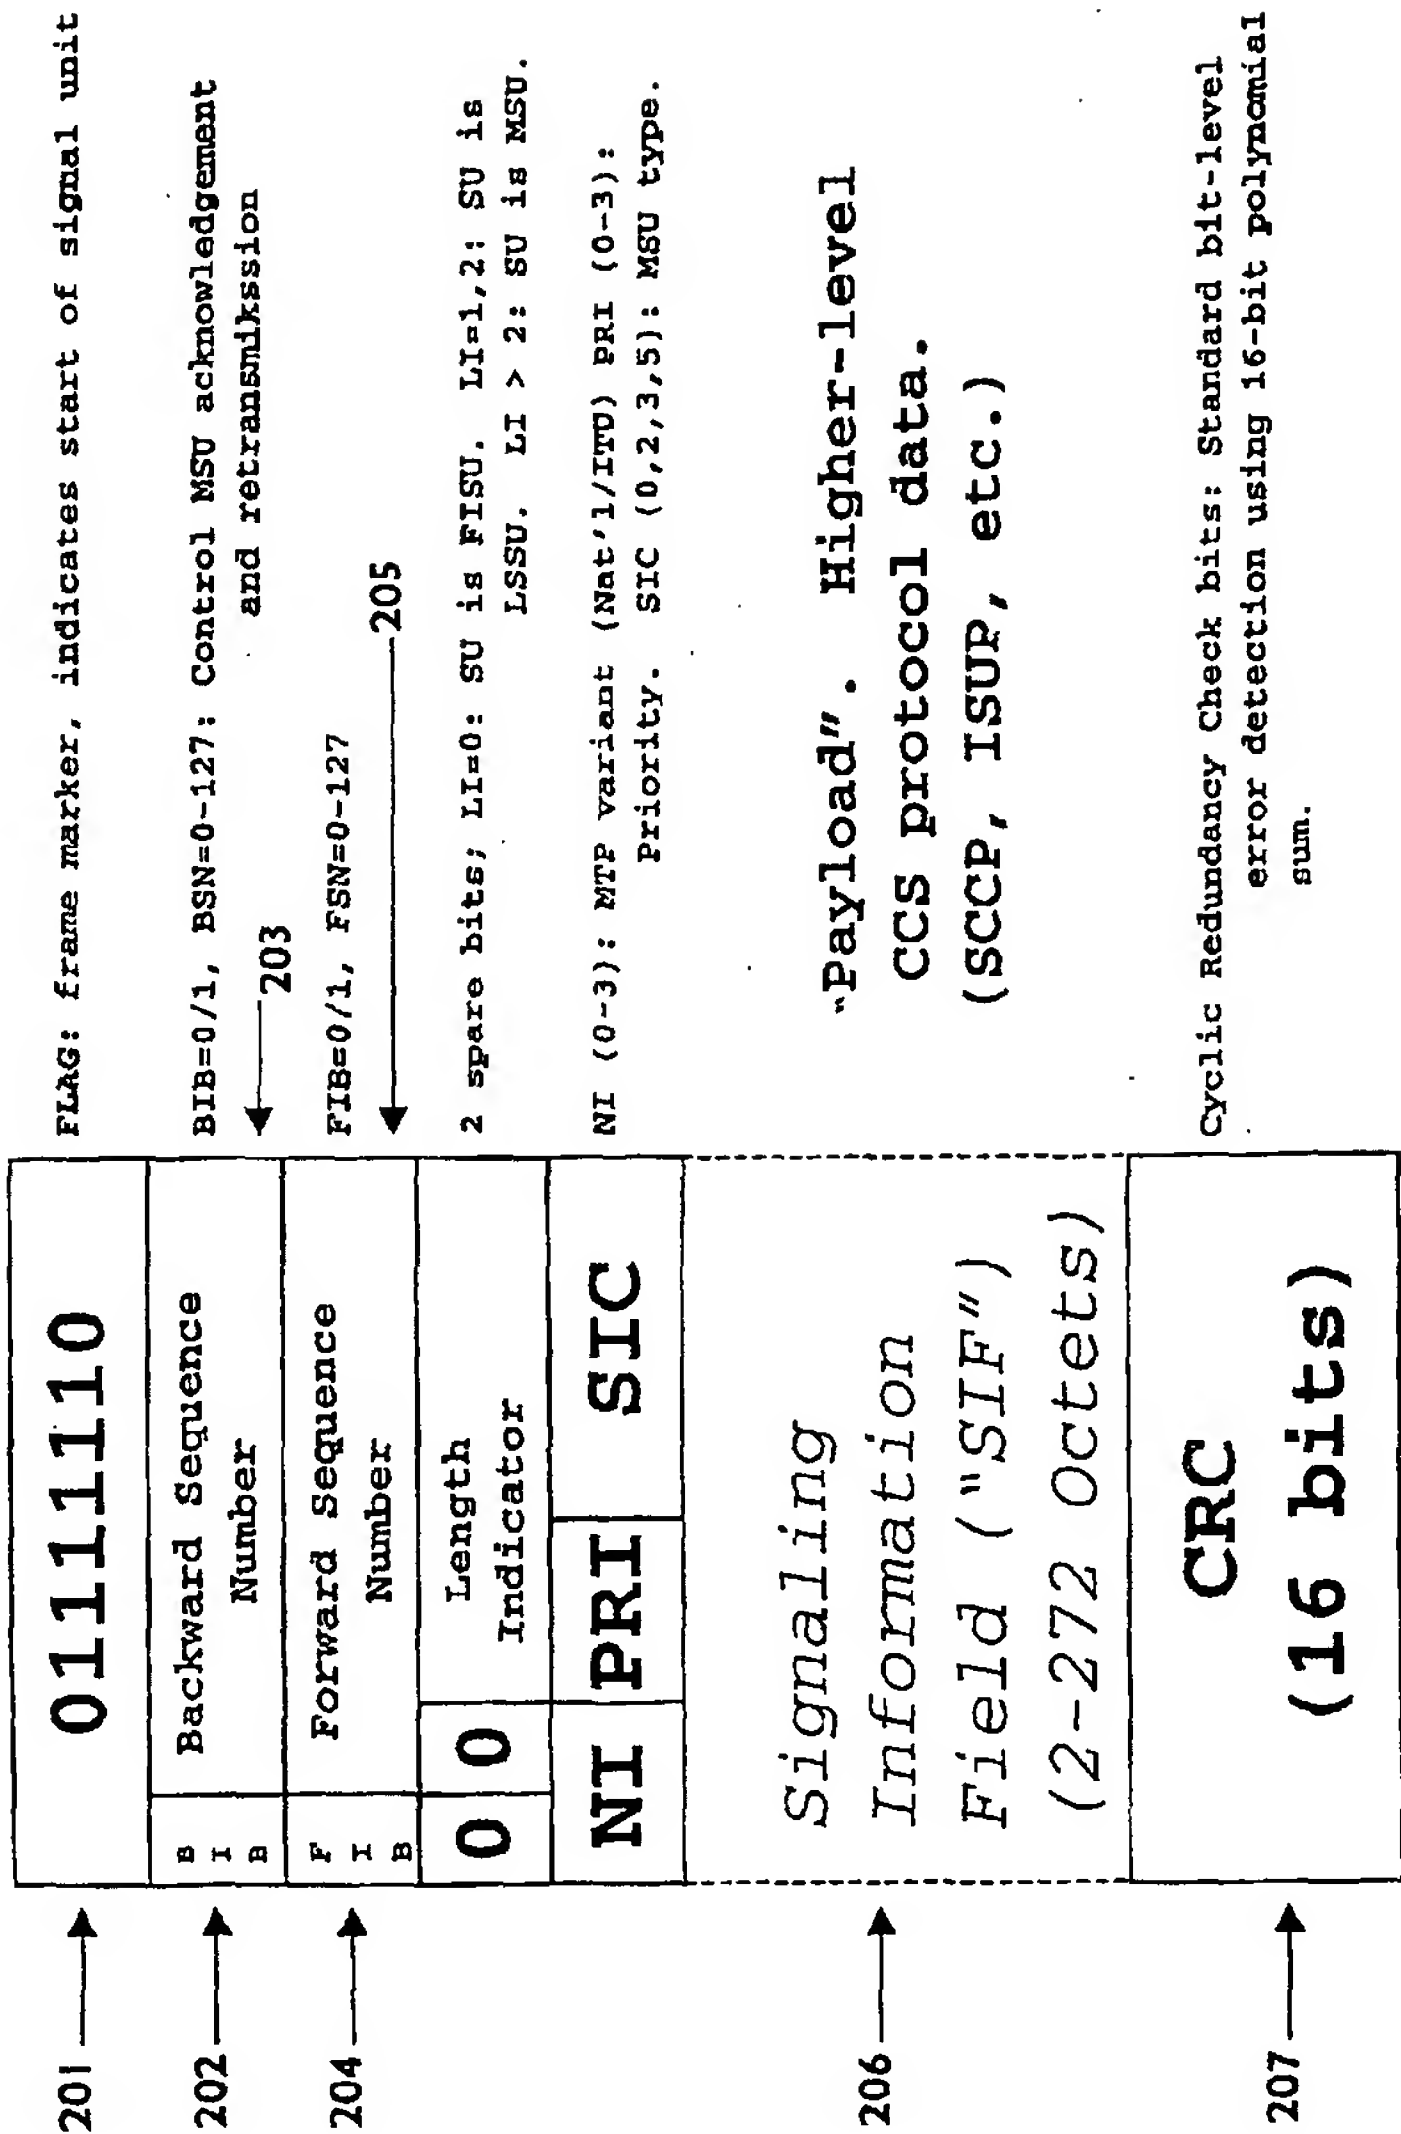 201
01111110
FLAG: frame marker, indicates start of signal unit
202
B
I
B
Backward Sequence
Number
BIB=0/1, BSN=0-127: Control MSU acknowledgement
and retransmikssion
203
204
F
I
B
Forward Sequence
Number
FIB=0/1, FSN=0-127
205
0 0
Length
Indicator
2 spare bits; LI=0: SU is FISU. LI=1,2: SU is
LSSU. LI > 2: SU is MSU.
NI PRI SIC
NI (0-3): MTP variant (Nat'l/ITU) PRI (0-3):
Priority. SIC (0,2,3,5): MSU type.
206
Signaling
Information
Field ("SIF")
(2-272 Octets)
"Payload". Higher-level
CCS protocol data.
(SCCP, ISUP, etc.)
207
CRC
(16 bits)
Cyclic Redundancy Check bits: Standard bit-level
error detection using 16-bit polynomial
sum.